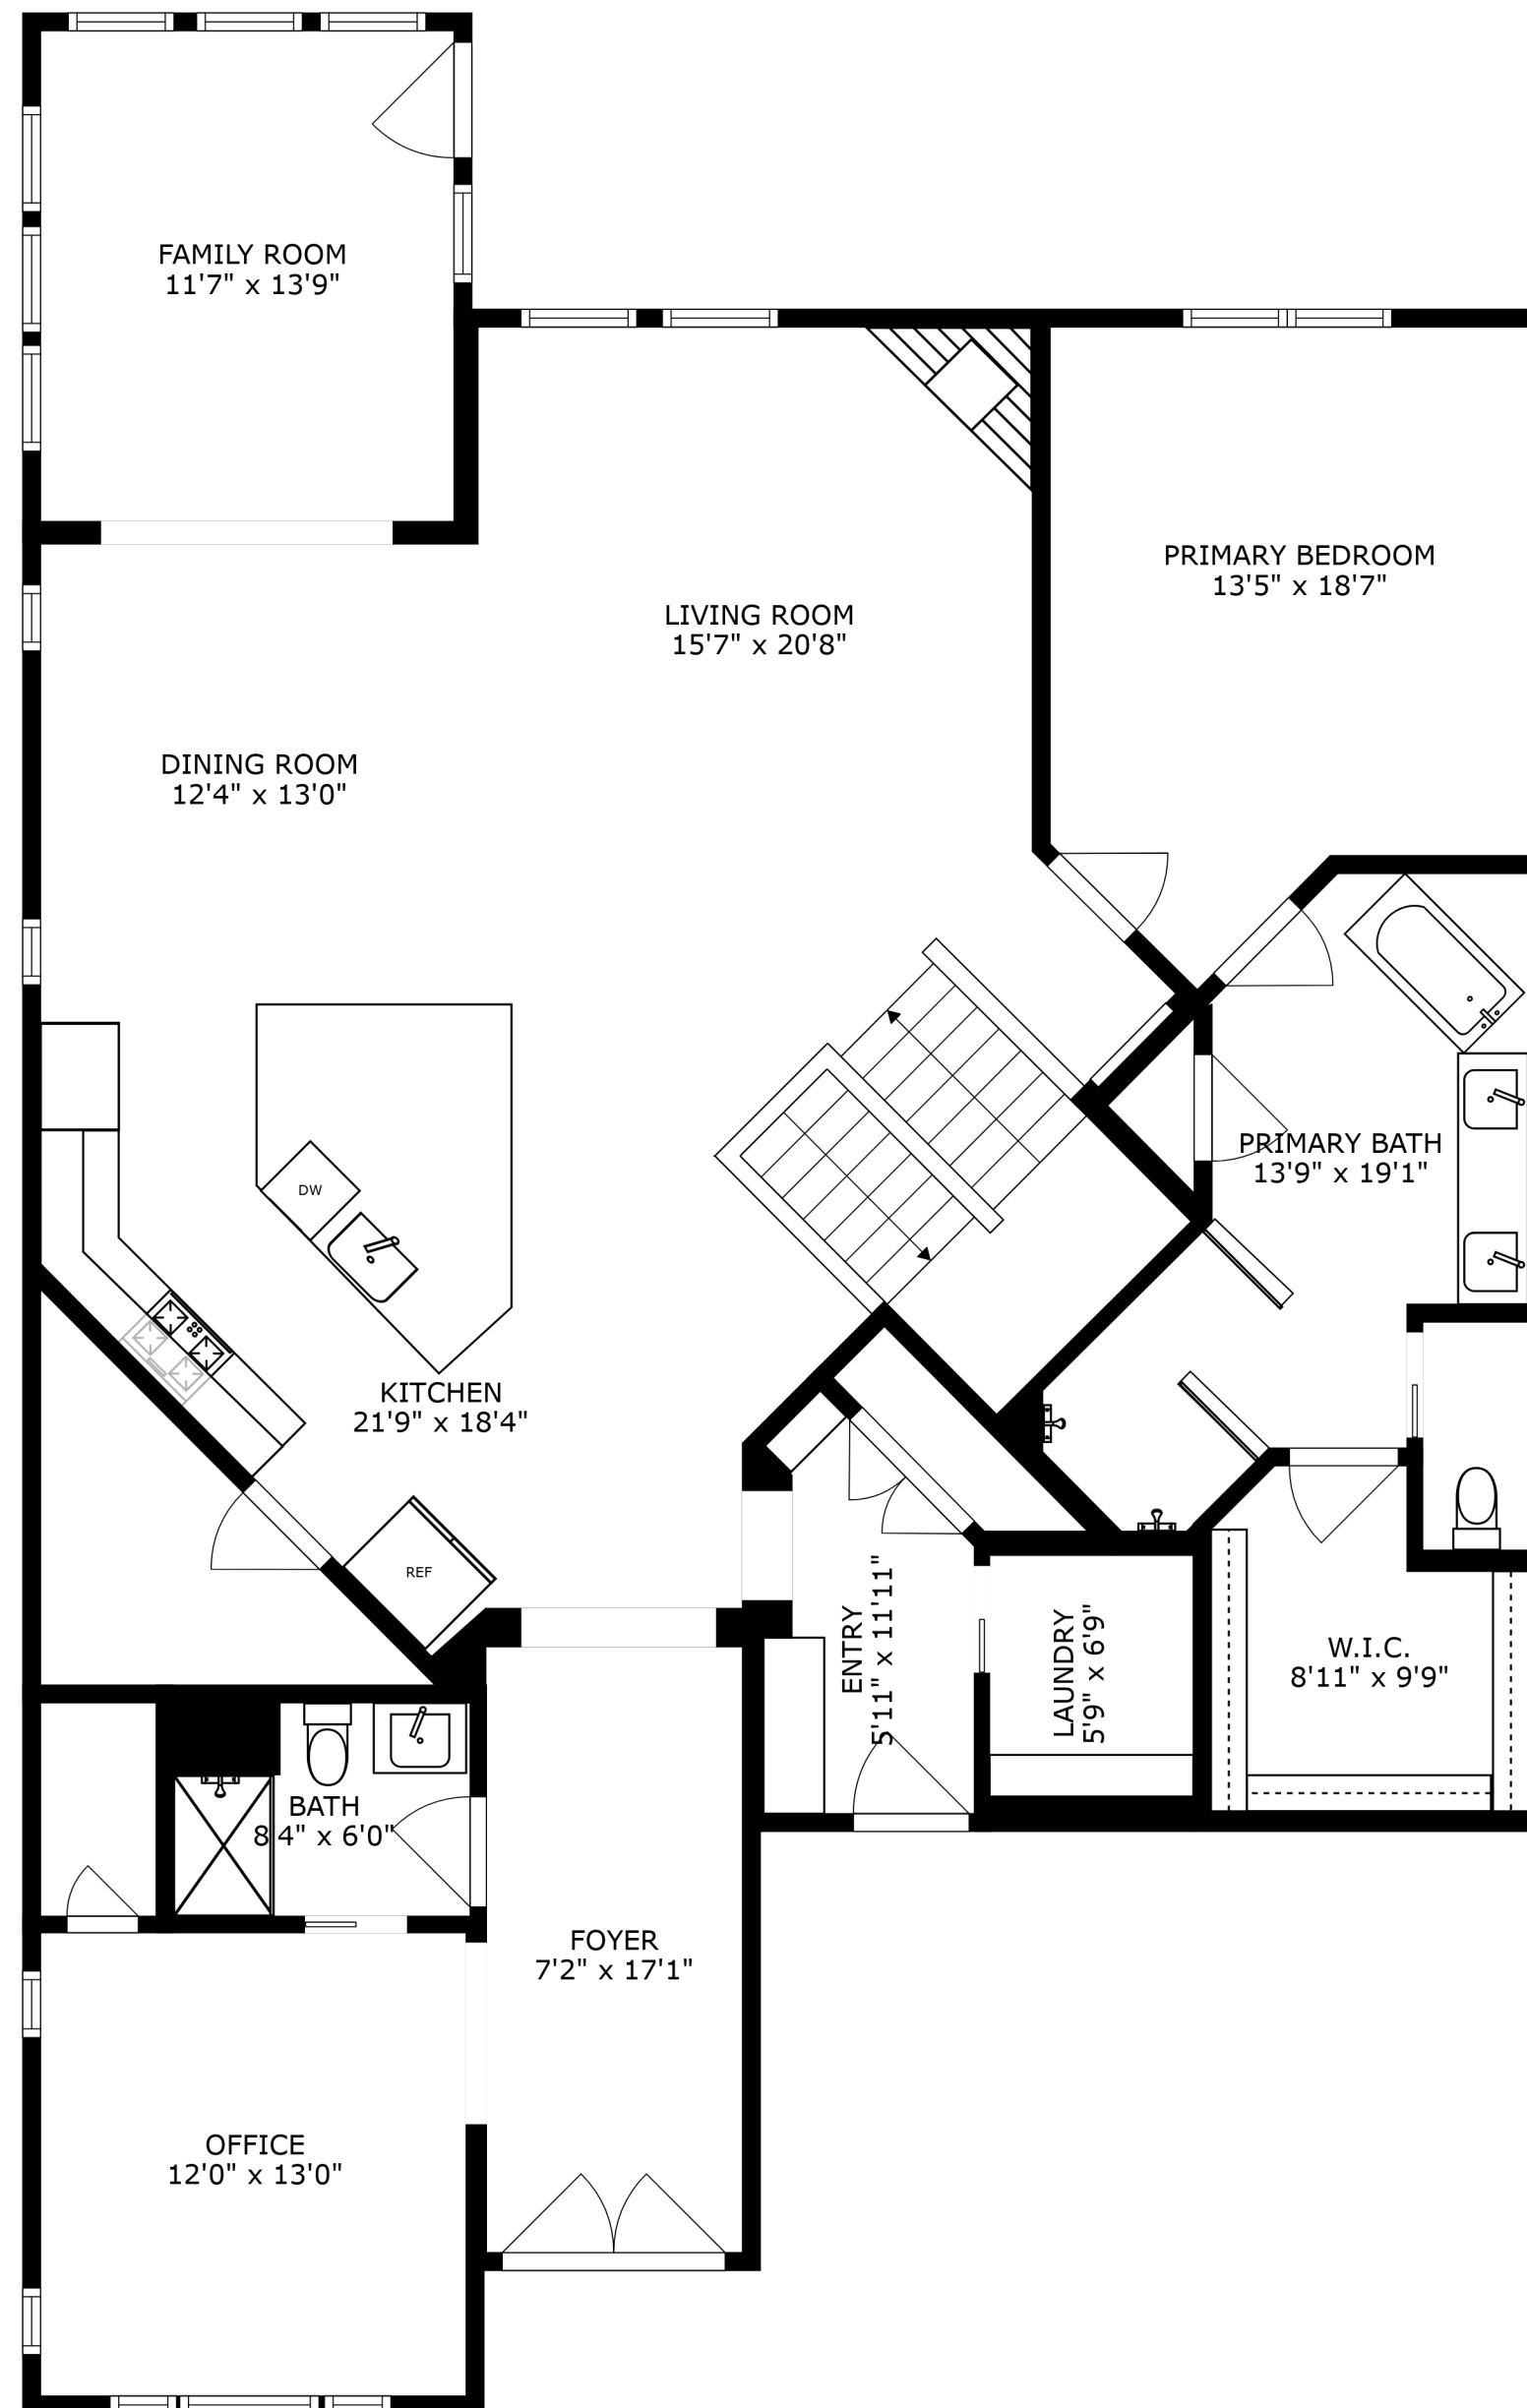 FAMILY ROOM
11'7" x 13'9"
PRIMARY BEDROOM
13'5" x 18'7"
LIVING ROOM
15'7" x 20'8"
DINING ROOM
12'4" x 13'0"
PRIMARY BATH
13'9" x 19'1"
DW
KITCHEN
21'9" x 18'4"
REF
ENTRY
5'11" x 11'11"
LAUNDRY
5'9" x 6'9"
W.I.C.
8'11" x 9'9"
BATH
8'4" x 6'0"
FOYER
7'2" x 17'1"
OFFICE
12'0" x 13'0"